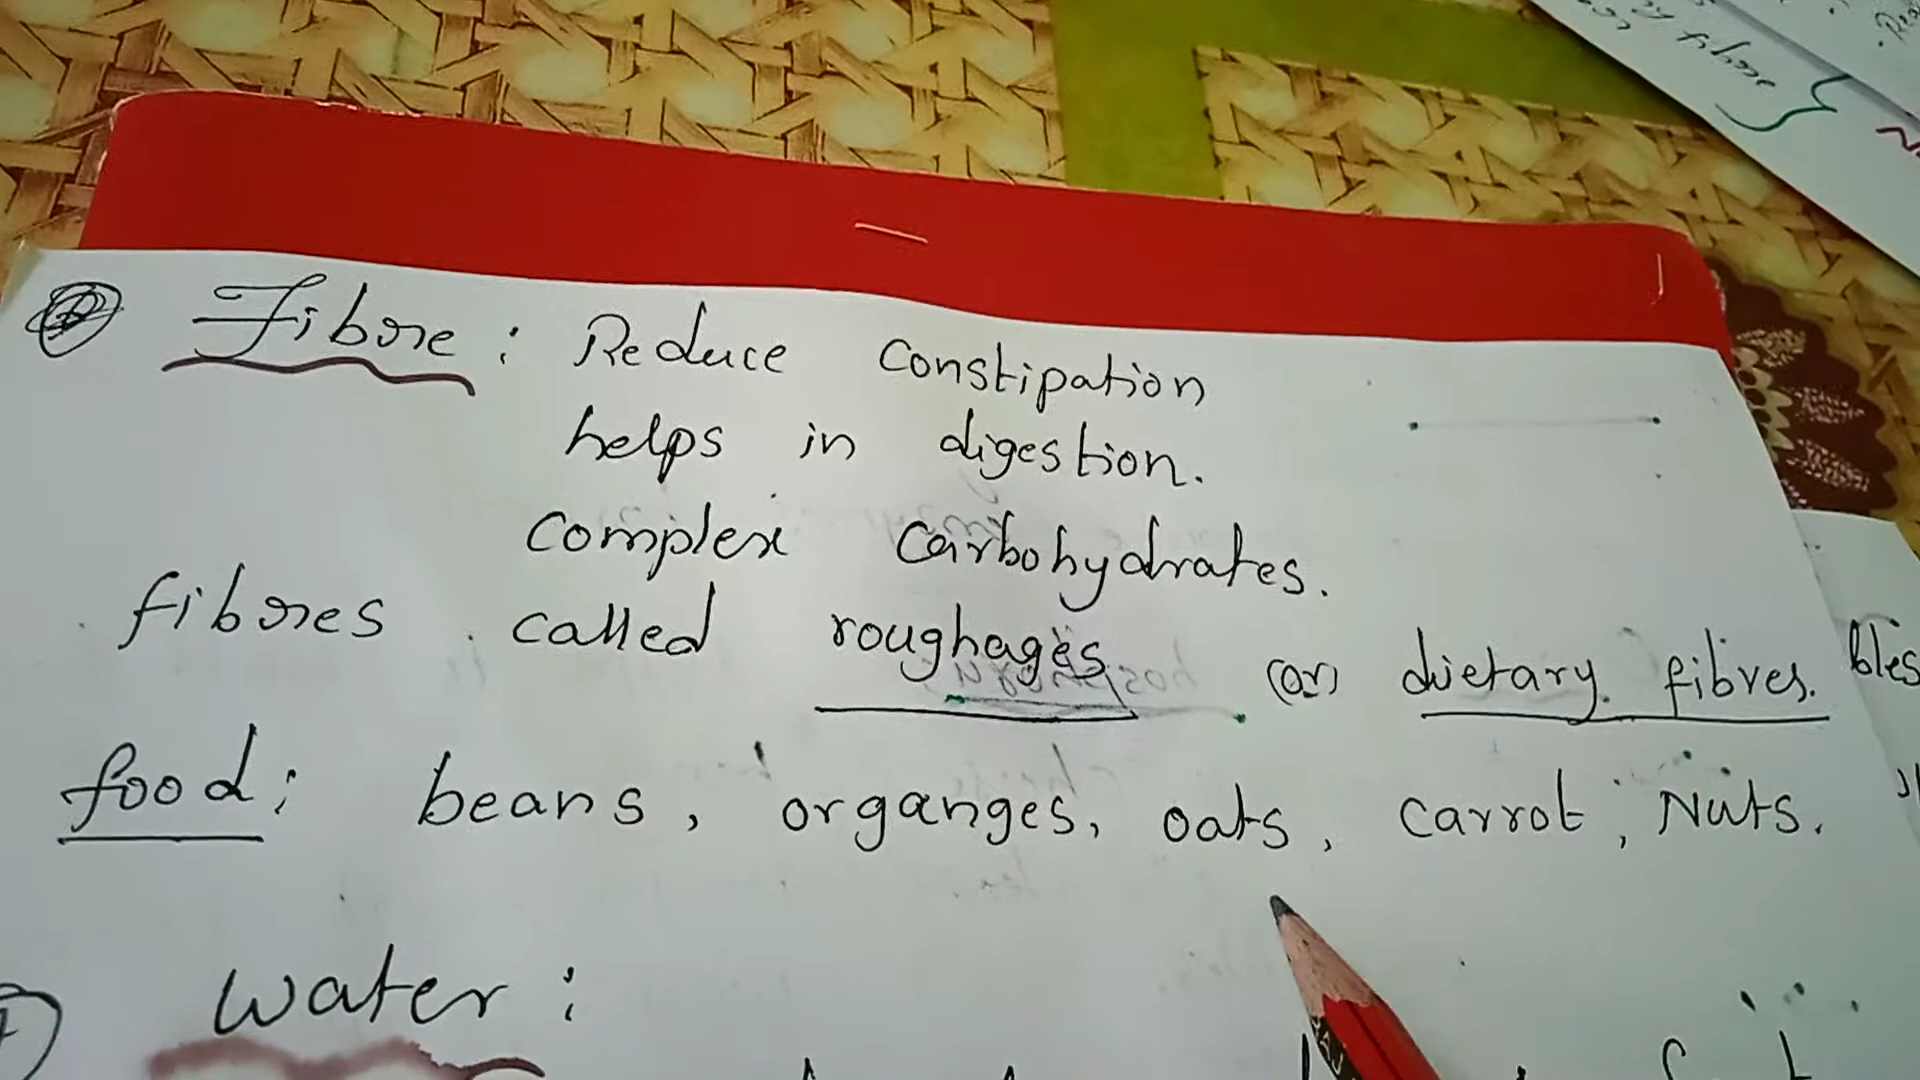 Fibre: Reduce constipation
helps in digestion.
complex carbohydrates.
fibres called roughages (or) dietary fibres.
food: beans, organges, oats, carrot, Nuts.
water:
bles